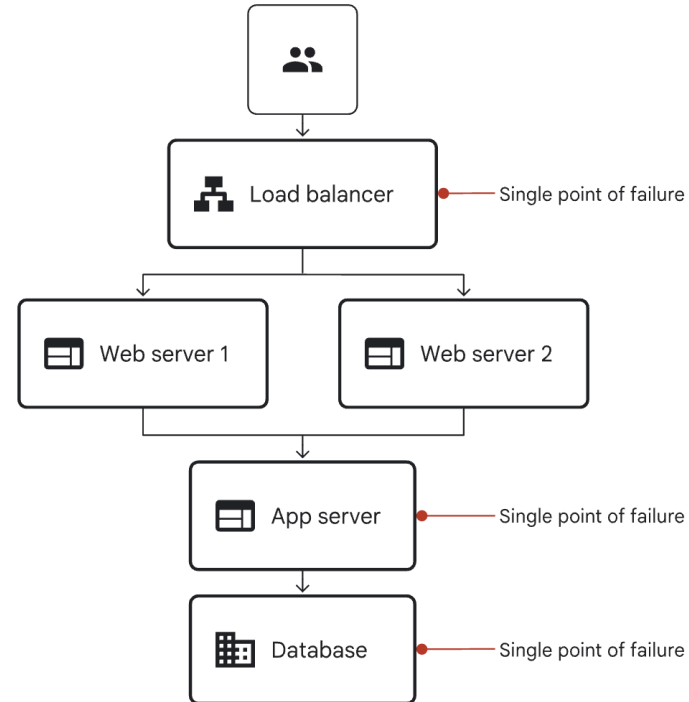 Load balancer
Single point of failure
Web server 1
Web server 2
App server
Single point of failure
Database
Single point of failure